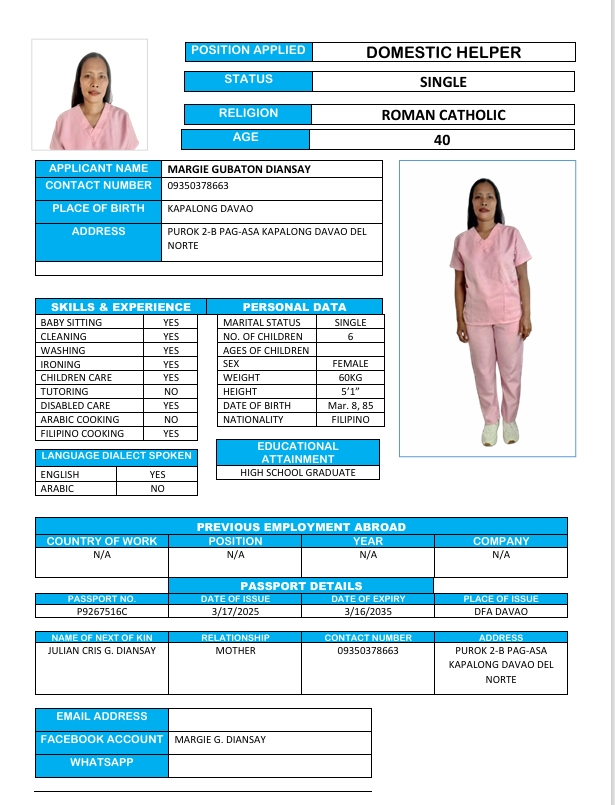 POSITION APPLIED DOMESTIC HELPER
STATUS SINGLE
RELIGION ROMAN CATHOLIC
AGE 40
APPLICANT NAME MARGIE GUBATON DIANSAY
CONTACT NUMBER 09350378663
PLACE OF BIRTH KAPALONG DAVAO
ADDRESS PUROK 2-B PAG-ASA KAPALONG DAVAO DEL
NORTE
SKILLS & EXPERIENCE PERSONAL DATA
BABY SITTING YES MARITAL STATUS SINGLE
CLEANING YES NO. OF CHILDREN 6
WASHING YES AGES OF CHILDREN
IRONING YES SEX FEMALE
CHILDREN CARE YES WEIGHT 60KG
TUTORING NO HEIGHT 5’1”
DISABLED CARE YES DATE OF BIRTH Mar. 8, 85
ARABIC COOKING NO NATIONALITY FILIPINO
FILIPINO COOKING YES
EDUCATIONAL
ATTAINMENT
LANGUAGE DIALECT SPOKEN
HIGH SCHOOL GRADUATE
ENGLISH YES
ARABIC NO
PREVIOUS EMPLOYMENT ABROAD
COUNTRY OF WORK POSITION YEAR COMPANY
N/A N/A N/A N/A
PASSPORT DETAILS
PASSPORT NO. DATE OF ISSUE DATE OF EXPIRY PLACE OF ISSUE
P9267516C 3/17/2025 3/16/2035 DFA DAVAO
NAME OF NEXT OF KIN RELATIONSHIP CONTACT NUMBER ADDRESS
JULIAN CRIS G. DIANSAY MOTHER 09350378663 PUROK 2-B PAG-ASA
KAPALONG DAVAO DEL
NORTE
EMAIL ADDRESS
FACEBOOK ACCOUNT MARGIE G. DIANSAY
WHATSAPP